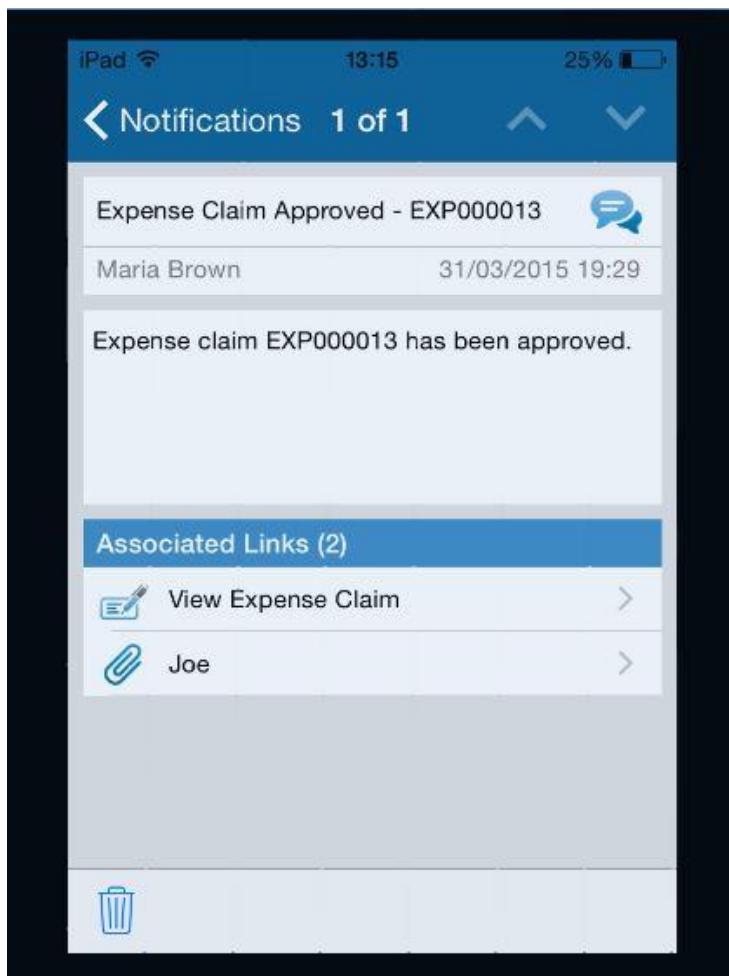 iPad 13:15 25%
Notifications 1 of 1
Expense Claim Approved - EXP000013
Maria Brown 31/03/2015 19:29
Expense claim EXP000013 has been approved.
Associated Links (2)
View Expense Claim
Joe